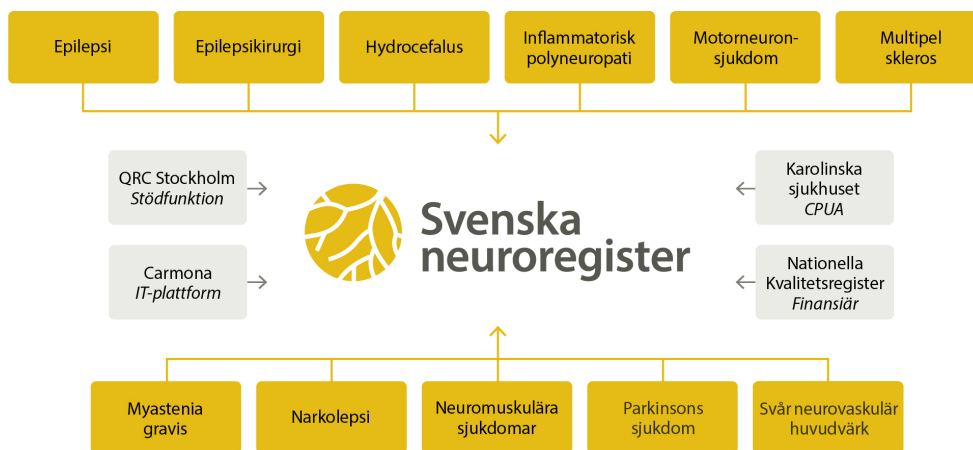 Epilepsi
Epilepsikirurgi
Hydrocefalus
Inflammatorisk
polyneuropati
Motorneuron-
sjukdom
Multipel
skleros
QRC Stockholm
Stödfunktion
Carmona
IT-plattform
Svenska
neuroregister
Karolinska
sjukhuset
CPUA
Nationella
Kvalitetsregister
Finansiär
Myastenia
gravis
Narkolepsi
Neuromuskulära
sjukdomar
Parkinsons
sjukdom
Svår neurovaskulär
huvudvärk